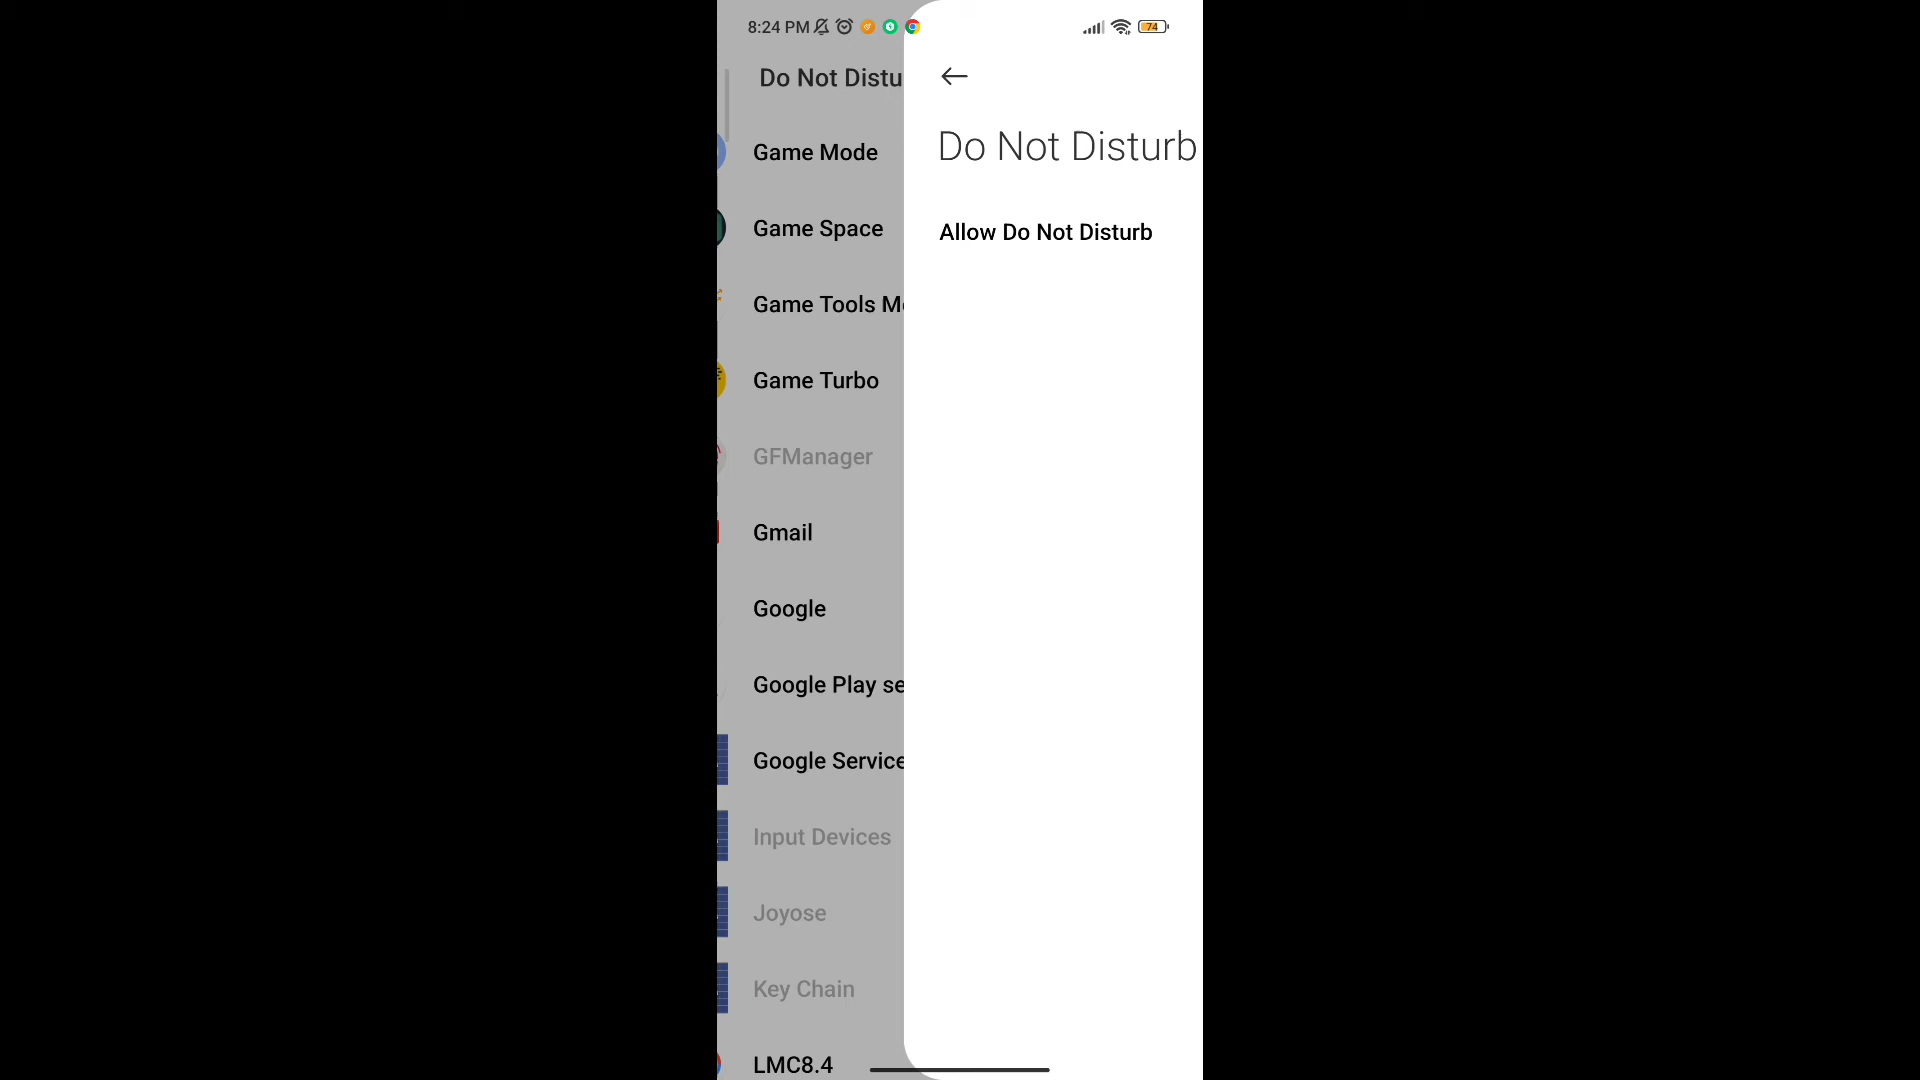 8:24 PM
74
Do Not Distu
Game Mode
Game Space
Game Tools M
Game Turbo
GFManager
Gmail
Google
Google Play se
Google Service
Input Devices
Joyose
Key Chain
LMC8.4
Do Not Disturb
Allow Do Not Disturb